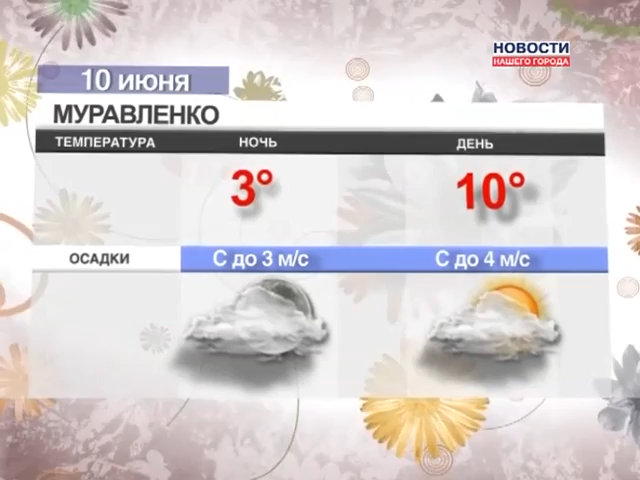 НОВОСТИ
НАШЕГО ГОРОДА
10 июня
МУРАВЛЕНКО
ТЕМПЕРАТУРА НОЧЬ ДЕНЬ
3° 10°
ОСАДКИ С до 3 м/с С до 4 м/с